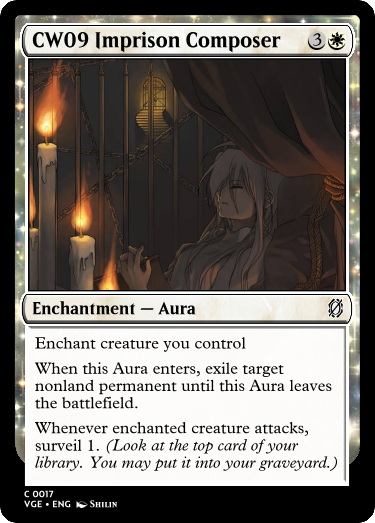 CW09 Imprison Composer 3
Enchantment — Aura
Enchant creature you control
When this Aura enters, exile target
nonland permanent until this Aura leaves
the battlefield.
Whenever enchanted creature attacks,
surveil 1. (Look at the top card of your
library. You may put it into your graveyard.)
C 0017
VGE • ENG Shilin